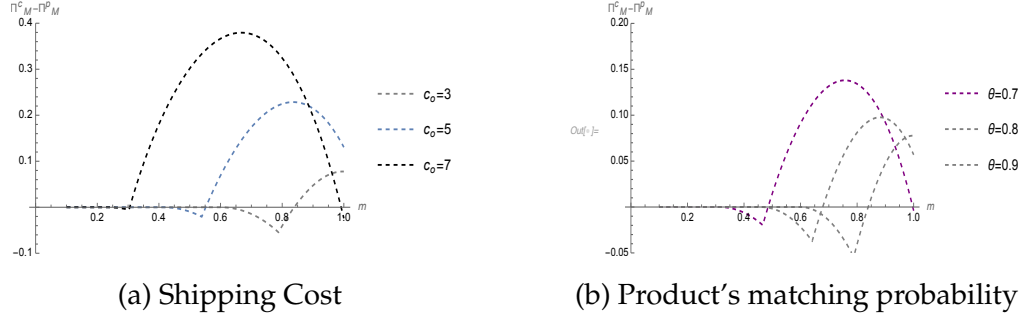 Π^c_M−Π^p_M
0.4
0.3
0.2
0.1
−0.1
0.2 0.4 0.6 0.8 1.0 m
c_o=3
c_o=5
c_o=7
(a) Shipping Cost
Π^c_M−Π^p_M
0.20
0.15
0.10
0.05
−0.05
Out[•]=
0.2 0.4 0.6 0.8 1.0 m
θ=0.7
θ=0.8
θ=0.9
(b) Product's matching probability